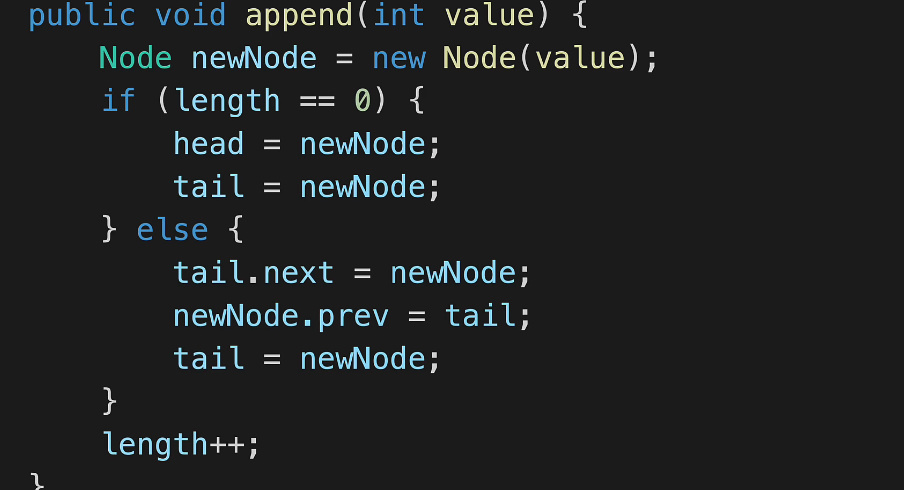 public void append(int value) {
    Node newNode = new Node(value);
    if (length == 0) {
        head = newNode;
        tail = newNode;
    } else {
        tail.next = newNode;
        newNode.prev = tail;
        tail = newNode;
    }
    length++;
}